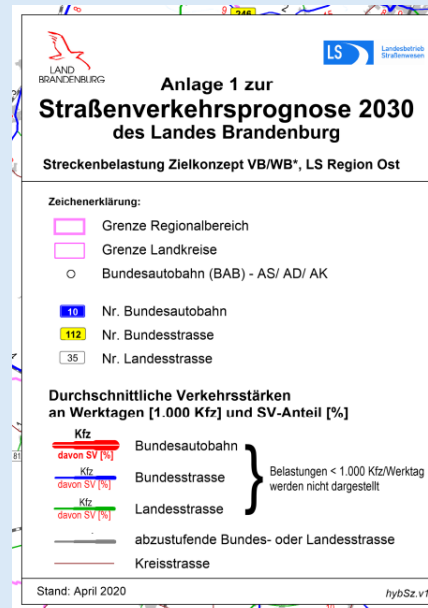 246
LAND
BRANDENBURG
LS
Landesbetrieb
Straßenwesen
Anlage 1 zur
Straßenverkehrsprognose 2030
des Landes Brandenburg
Streckenbelastung Zielkonzept VB/WB*, LS Region Ost
Zeichenerklärung:
Grenze Regionalbereich
Grenze Landkreise
Bundesautobahn (BAB) - AS/ AD/ AK
10 Nr. Bundesautobahn
112 Nr. Bundesstrasse
35 Nr. Landesstrasse
Durchschnittliche Verkehrsstärken
an Werktagen [1.000 Kfz] und SV-Anteil [%]
Kfz
davon SV [%]
Bundesautobahn
Kfz
davon SV [%]
Bundesstrasse
Kfz
davon SV [%]
Landesstrasse
Belastungen < 1.000 Kfz/Werktag
werden nicht dargestellt
abzustufende Bundes- oder Landesstrasse
Kreisstrasse
Stand: April 2020
hybSz.v1